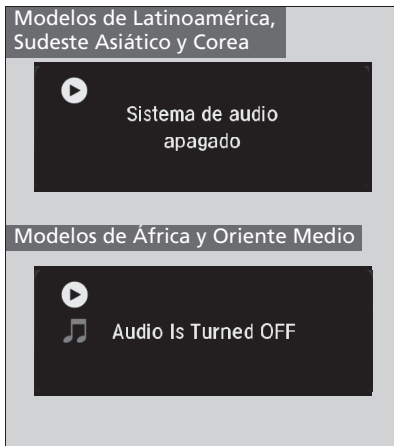 Modelos de Latinoamérica,
Sudeste Asiático y Corea
Sistema de audio
apagado
Modelos de África y Oriente Medio
Audio Is Turned OFF